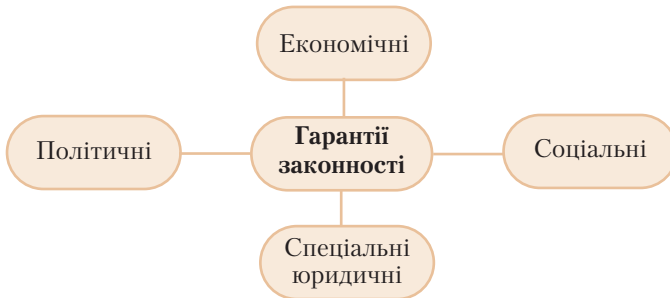 Економічні
Політичні
Гарантії
законності
Соціальні
Спеціальні
юридичні